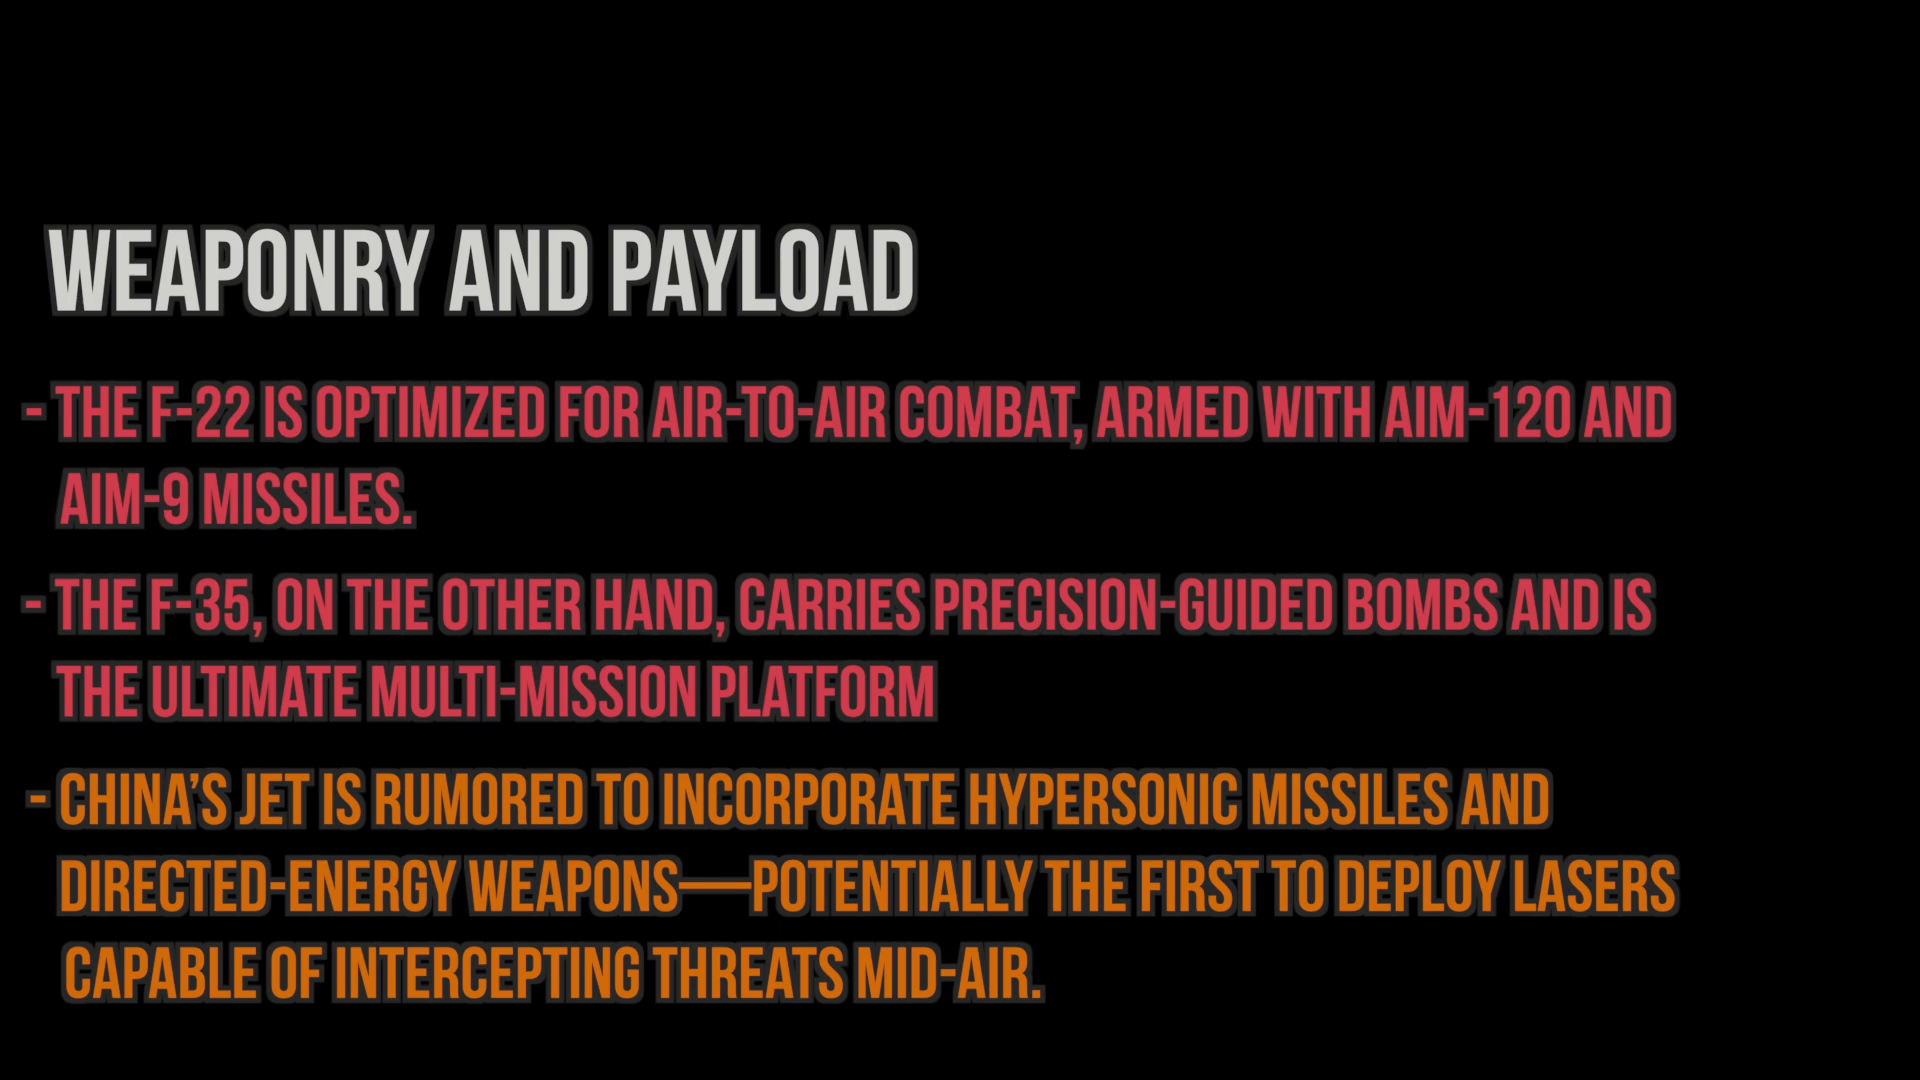 WEAPONRY AND PAYLOAD
- THE F-22 IS OPTIMIZED FOR AIR-TO-AIR COMBAT, ARMED WITH AIM-120 AND
AIM-9 MISSILES.
- THE F-35, ON THE OTHER HAND, CARRIES PRECISION-GUIDED BOMBS AND IS
THE ULTIMATE MULTI-MISSION PLATFORM
- CHINA’S JET IS RUMORED TO INCORPORATE HYPERSONIC MISSILES AND
DIRECTED-ENERGY WEAPONS—POTENTIALLY THE FIRST TO DEPLOY LASERS
CAPABLE OF INTERCEPTING THREATS MID-AIR.